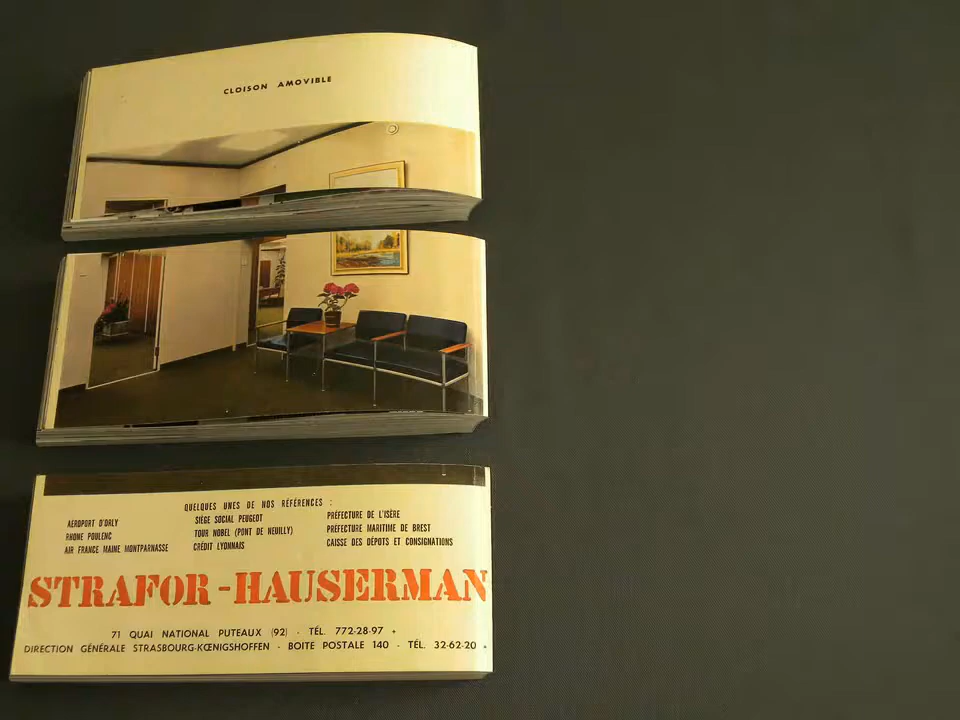 CLOISON AMOVIBLE
QUELQUES UNES DE NOS RÉFÉRENCES :
AÉROPORT D'ORLY
RHONE POULENC
AIR FRANCE MAINE MONTPARNASSE
SIÈGE SOCIAL PEUGEOT
TOUR NOBEL (PONT DE NEUILLY)
CRÉDIT LYONNAIS
PRÉFECTURE DE L'ISÈRE
PRÉFECTURE MARITIME DE BREST
CAISSE DES DÉPOTS ET CONSIGNATIONS
STRAFOR-HAUSERMAN
71 QUAI NATIONAL PUTEAUX (92) · TÉL. 772-28-97 +
DIRECTION GÉNÉRALE STRASBOURG-KŒNIGSHOFFEN - BOITE POSTALE 140 - TÉL. 32-62-20 +